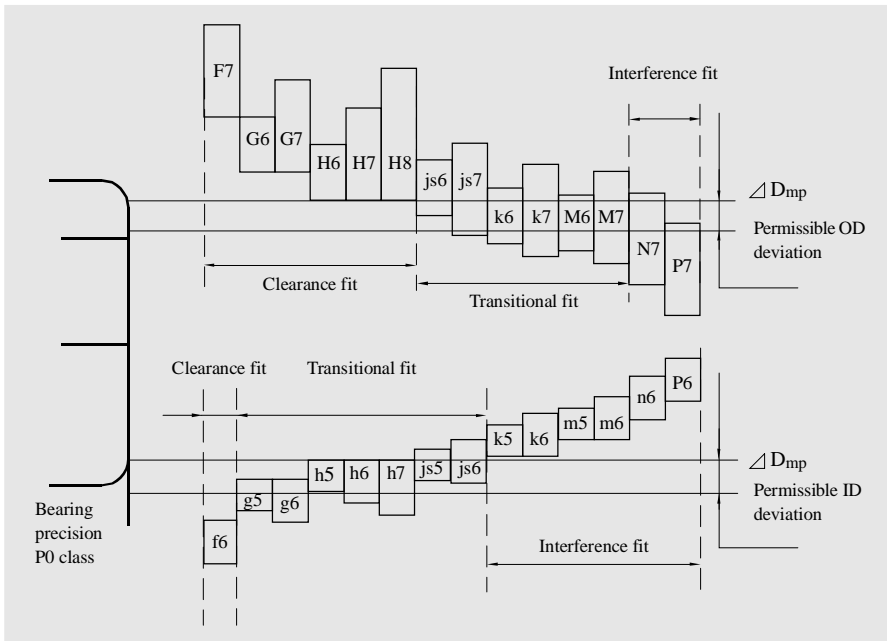 Interference fit
F7
G6
G7
H6
H7
H8
js6
js7
k6
k7
M6
M7
N7
P7
⊿ Dmp
Permissible OD
deviation
Clearance fit
Transitional fit
Clearance fit
Transitional fit
f6
g5
g6
h5
h6
h7
js5
js6
k5
k6
m5
m6
n6
P6
⊿ Dmp
Permissible ID
deviation
Interference fit
Bearing
precision
P0 class